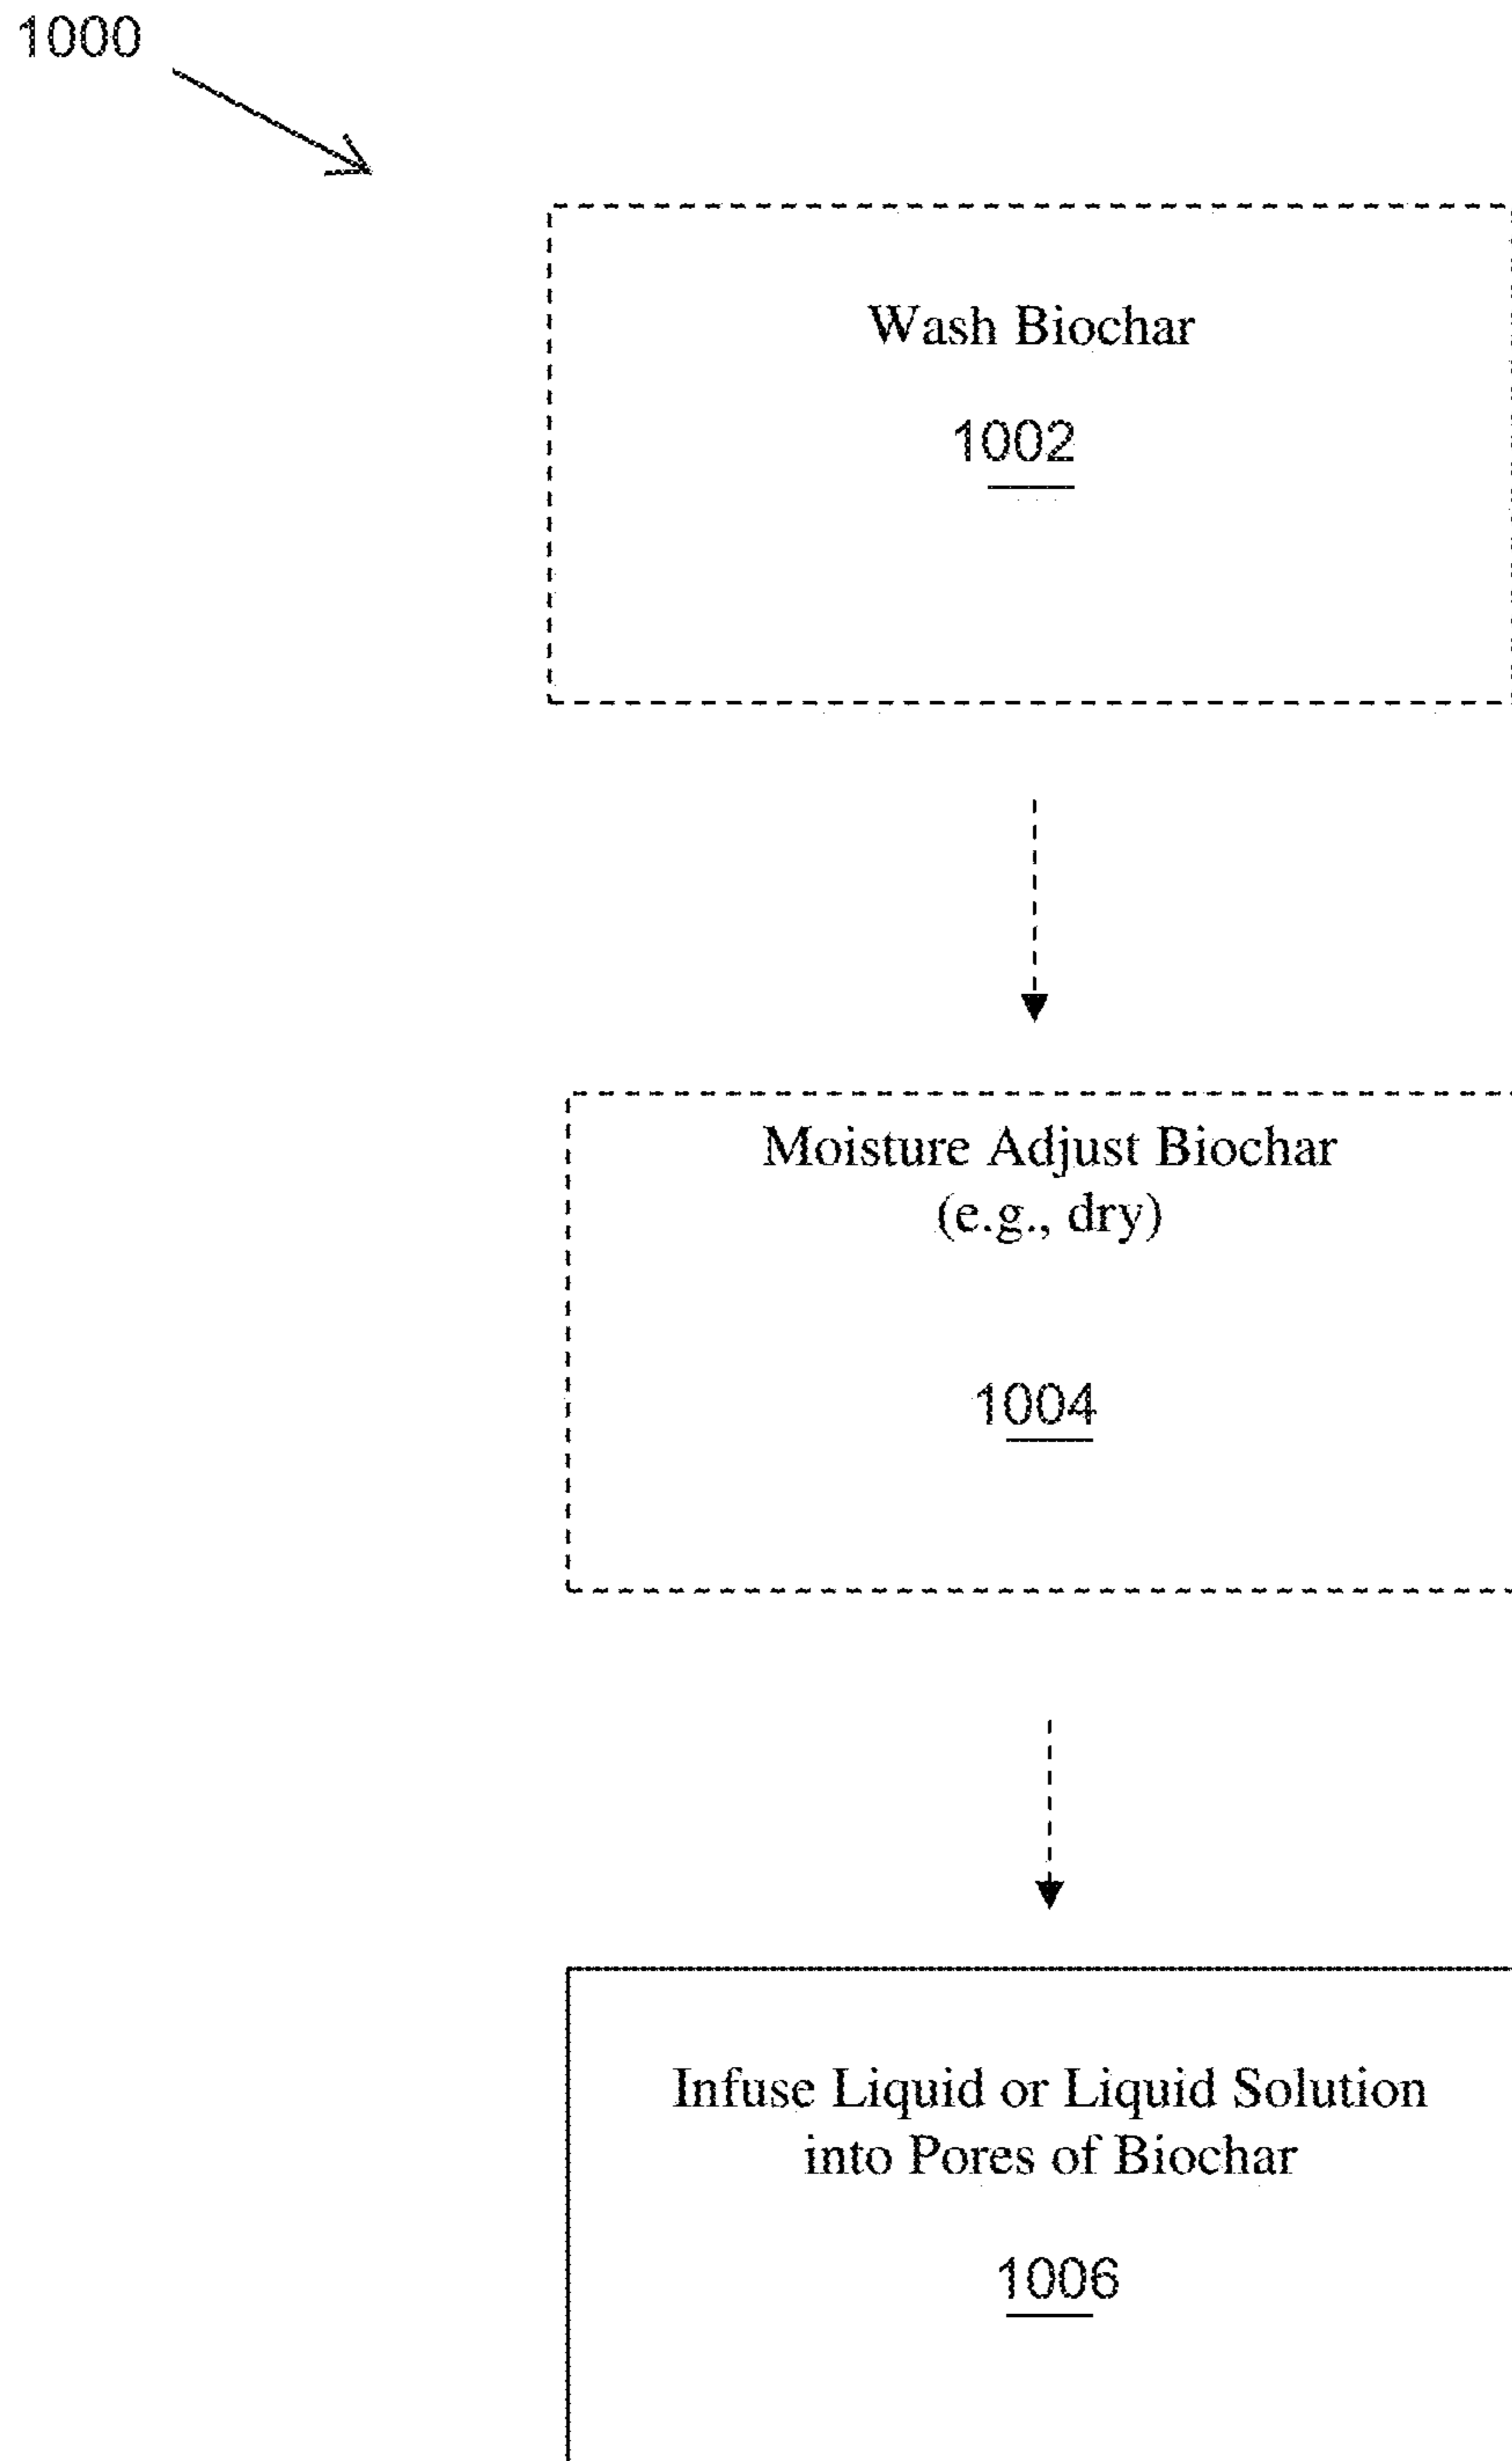 1000
Wash Biochar
1002
Moisture Adjust Biochar
(e.g., dry)
1004
Infuse Liquid or Liquid Solution
into Pores of Biochar
1006